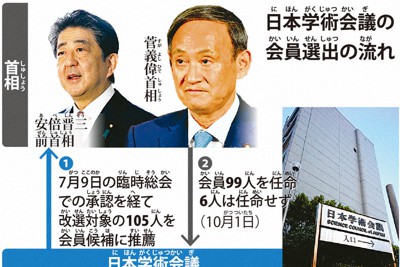 日本学術会議の
会員選出の流れ
首相
安倍晋三
前首相
菅義偉首相
❶
7月9日の臨時総会
での承認を経て
改選対象の105人を
会員候補に推薦
❷
会員99人を任命
6人は任命せず
(10月1日)
日本学術会議
日本学術会議
SCIENCE COUNCIL OF JAPAN
入口